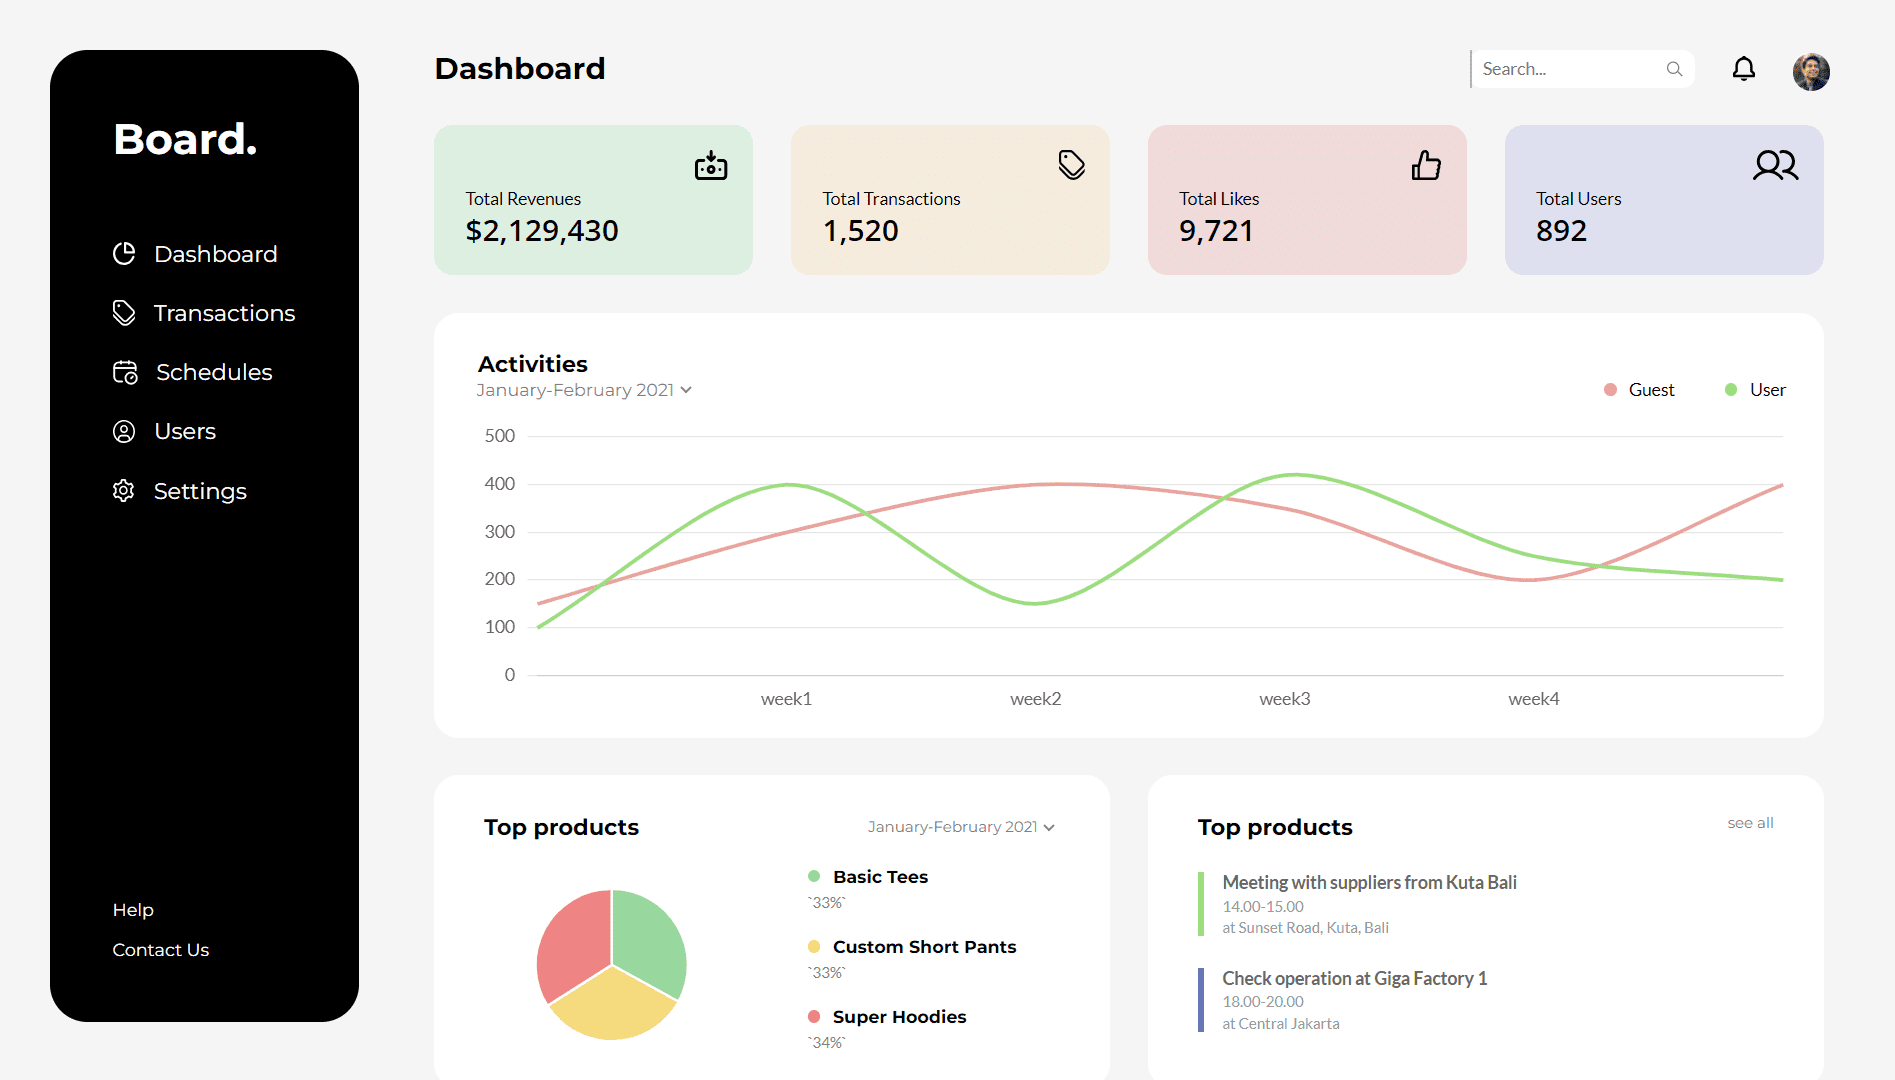 Board.
Dashboard
Transactions
Schedules
Users
Settings
Help
Contact Us
Dashboard
Search...
Total Revenues
$2,129,430
Total Transactions
1,520
Total Likes
9,721
Total Users
892
Activities
January-February 2021
Guest
User
500
400
300
200
100
0
week1
week2
week3
week4
Top products
January-February 2021
Basic Tees
`33%`
Custom Short Pants
`33%`
Super Hoodies
`34%`
Top products
see all
Meeting with suppliers from Kuta Bali
14.00-15.00
at Sunset Road, Kuta, Bali
Check operation at Giga Factory 1
18.00-20.00
at Central Jakarta